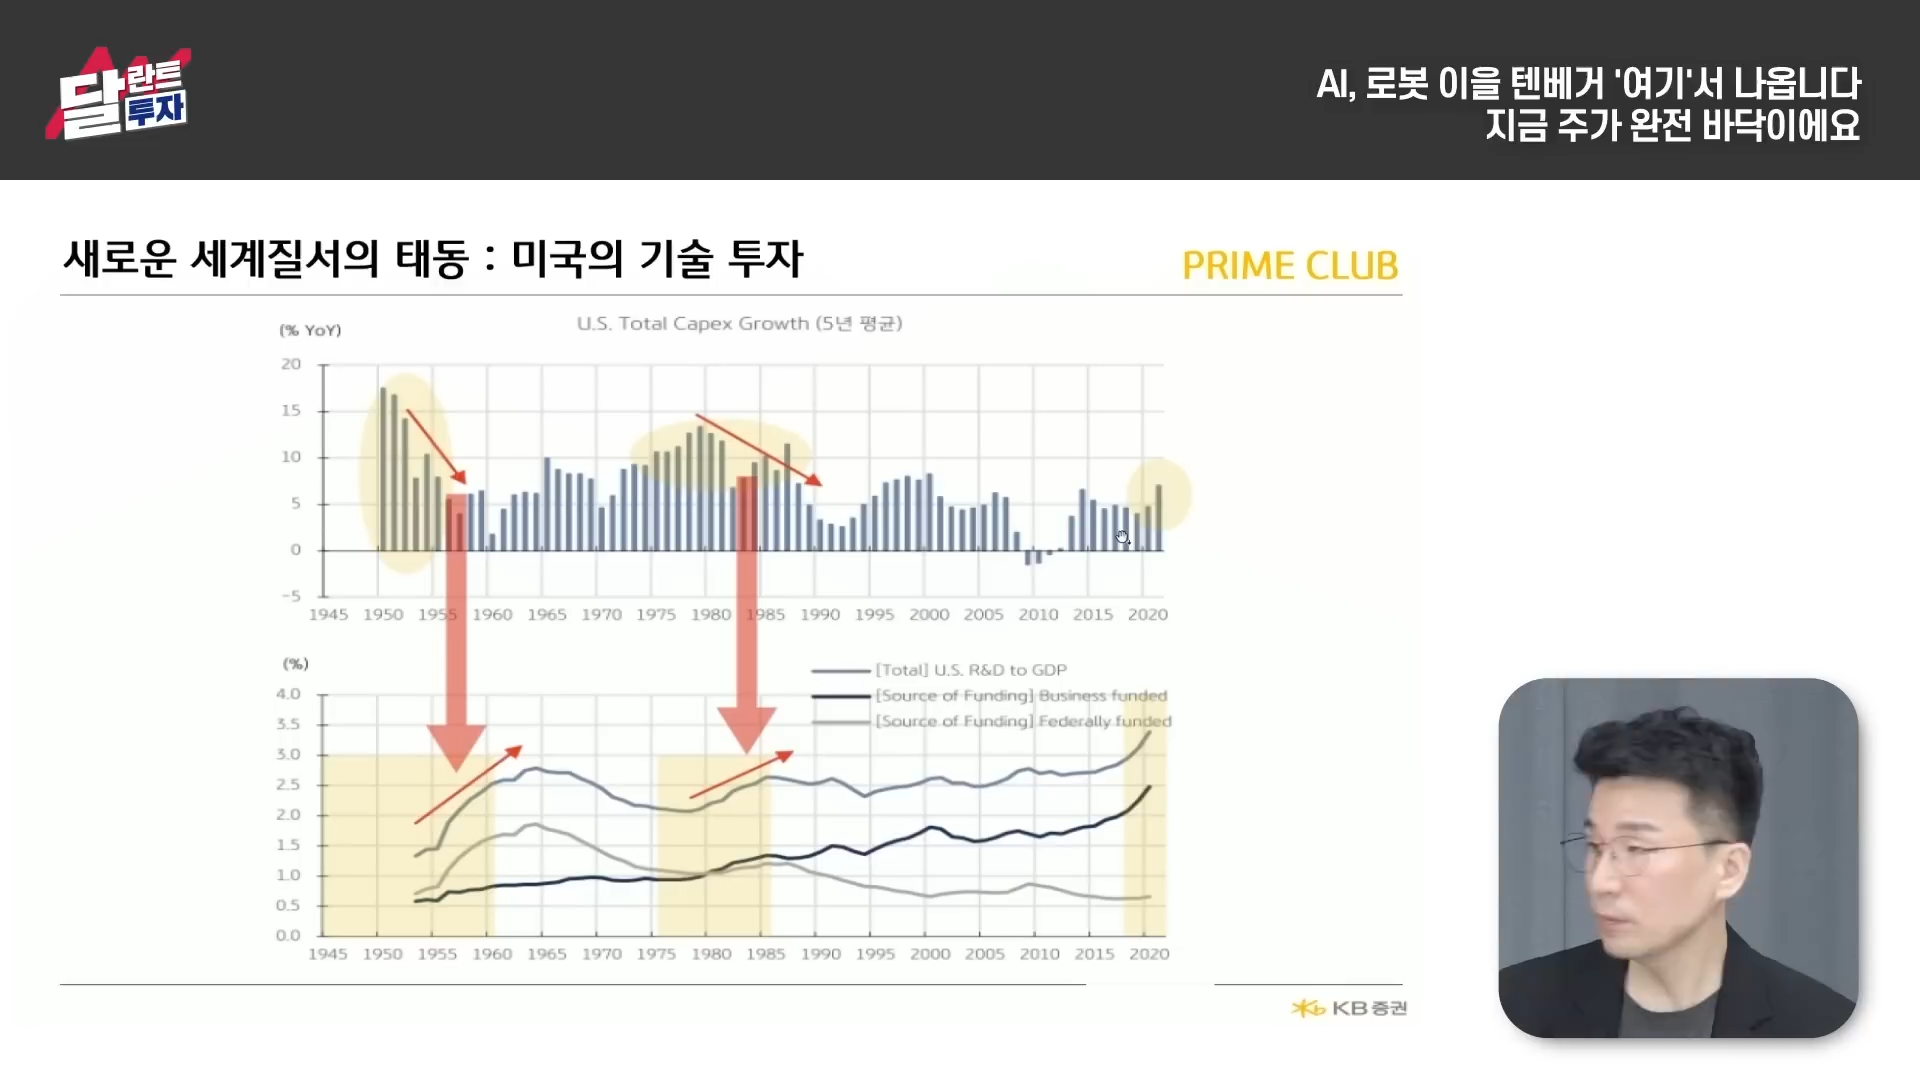 달란트
투자
AI, 로봇 이을 텐베거 '여기'서 나옵니다
지금 주가 완전 바닥이에요
새로운 세계질서의 태동 : 미국의 기술 투자
PRIME CLUB
(% YoY)
U.S. Total Capex Growth (5년 평균)
20
15
10
5
0
-5
1945 1950 1955 1960 1965 1970 1975 1980 1985 1990 1995 2000 2005 2010 2015 2020
(%)
[Total] U.S. R&D to GDP
[Source of Funding] Business funded
[Source of Funding] Federally funded
4.0
3.5
3.0
2.5
2.0
1.5
1.0
0.5
0.0
1945 1950 1955 1960 1965 1970 1975 1980 1985 1990 1995 2000 2005 2010 2015 2020
KB증권